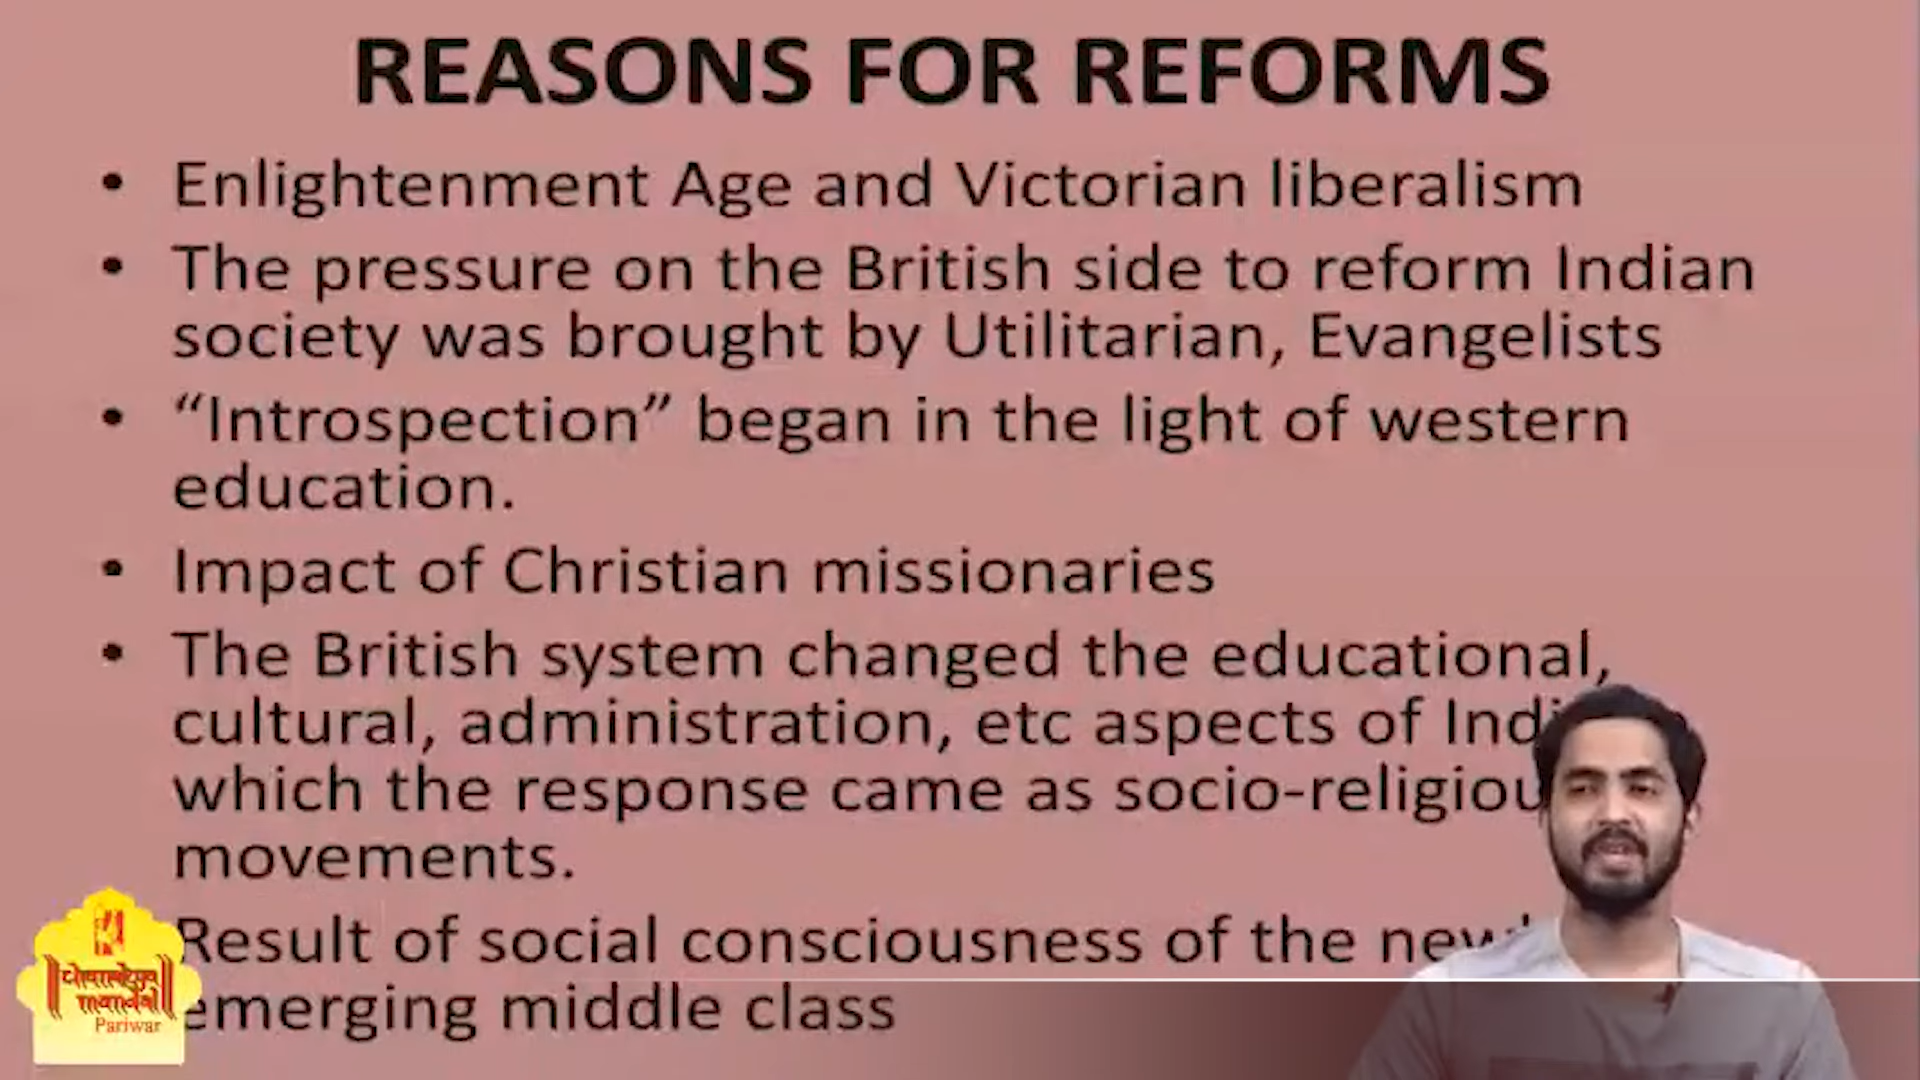 REASONS FOR REFORMS
• Enlightenment Age and Victorian liberalism
• The pressure on the British side to reform Indian
society was brought by Utilitarian, Evangelists
• “Introspection” began in the light of western
education.
• Impact of Christian missionaries
• The British system changed the educational,
cultural, administration, etc aspects of
which the response came as
movements.
Result of social consciousness of the
emerging middle class
chanakya
mandal
Pariwar